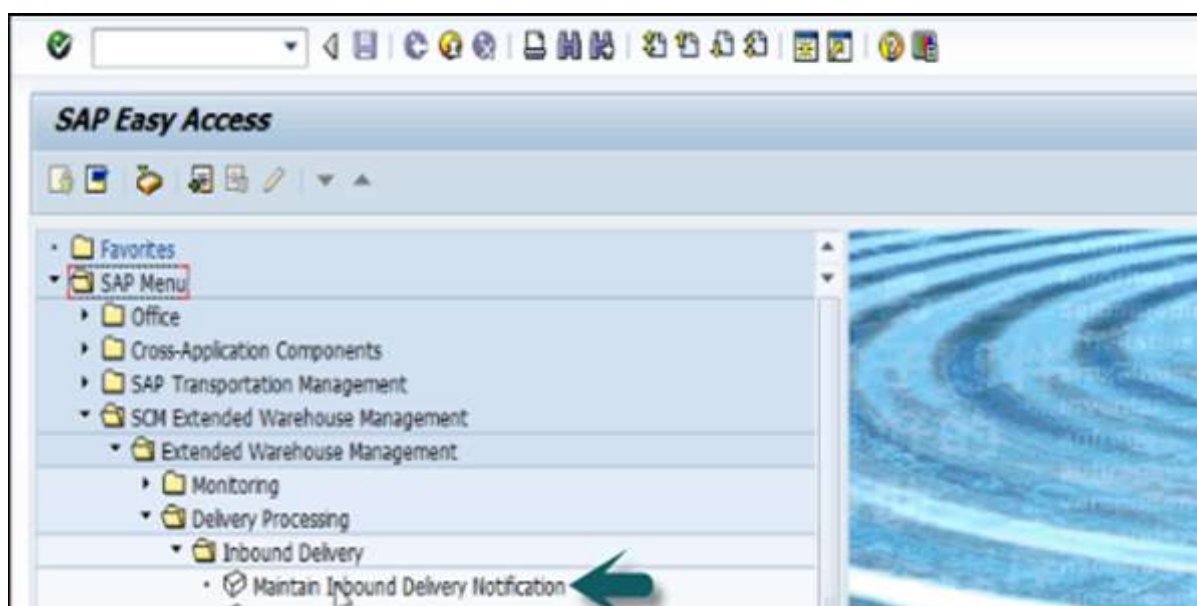 SAP Easy Access
Favorites
SAP Menu
Office
Cross-Application Components
SAP Transportation Management
SCM Extended Warehouse Management
Extended Warehouse Management
Monitoring
Delivery Processing
Inbound Delivery
Maintain Inbound Delivery Notification